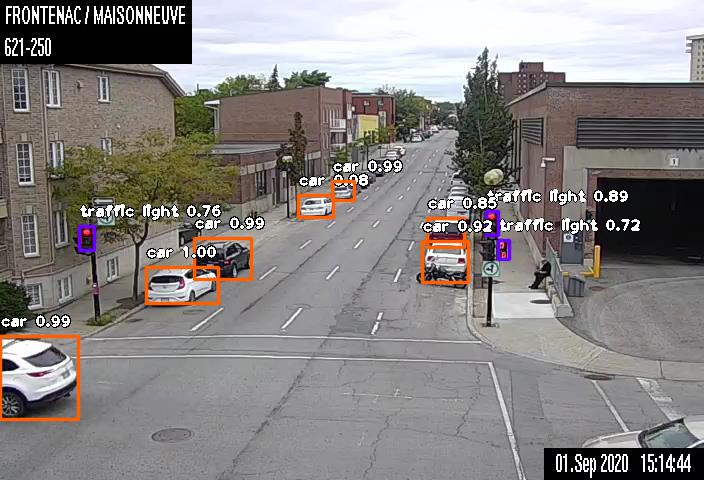 FRONTENAC / MAISONNEUVE
621-250
car 0.99
car 0.98
traffic light 0.89
car 0.85
traffic light 0.76
car 0.99
car 0.92
traffic light 0.72
car 1.00
car 0.99
1
01.Sep 2020 15:14:44